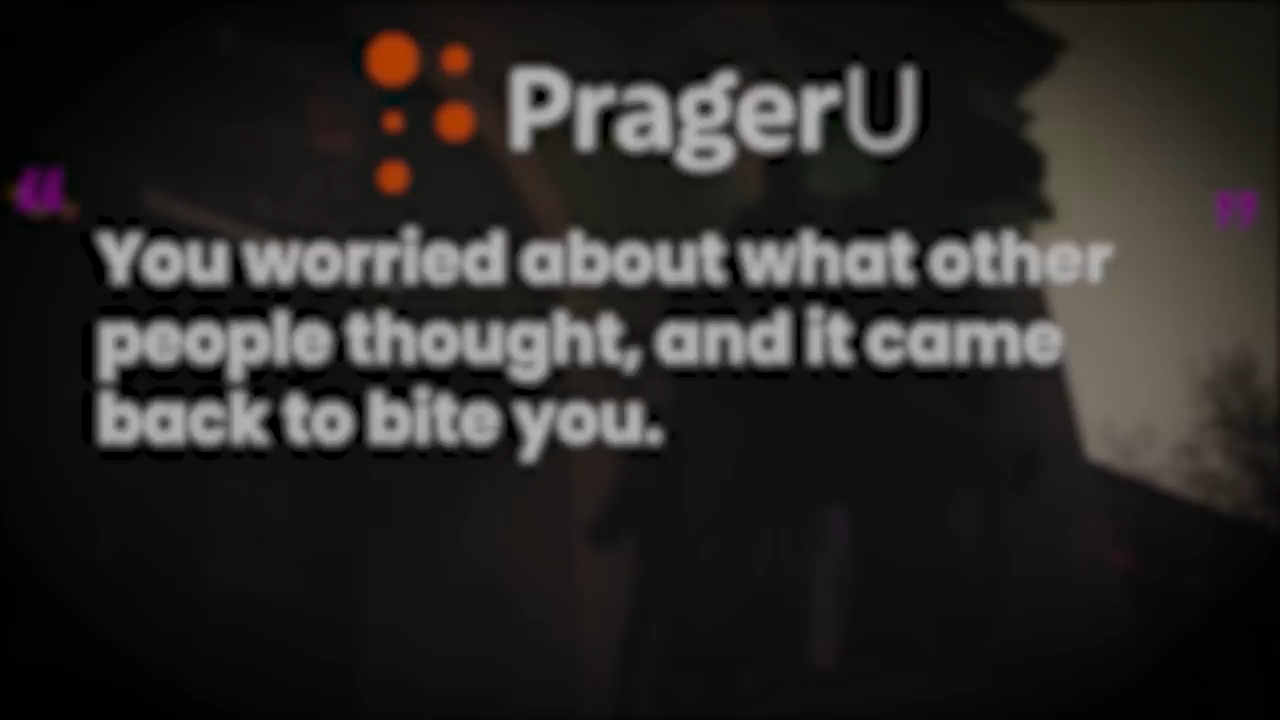 PragerU
“ ”
You worried about what other
people thought, and it came
back to bite you.